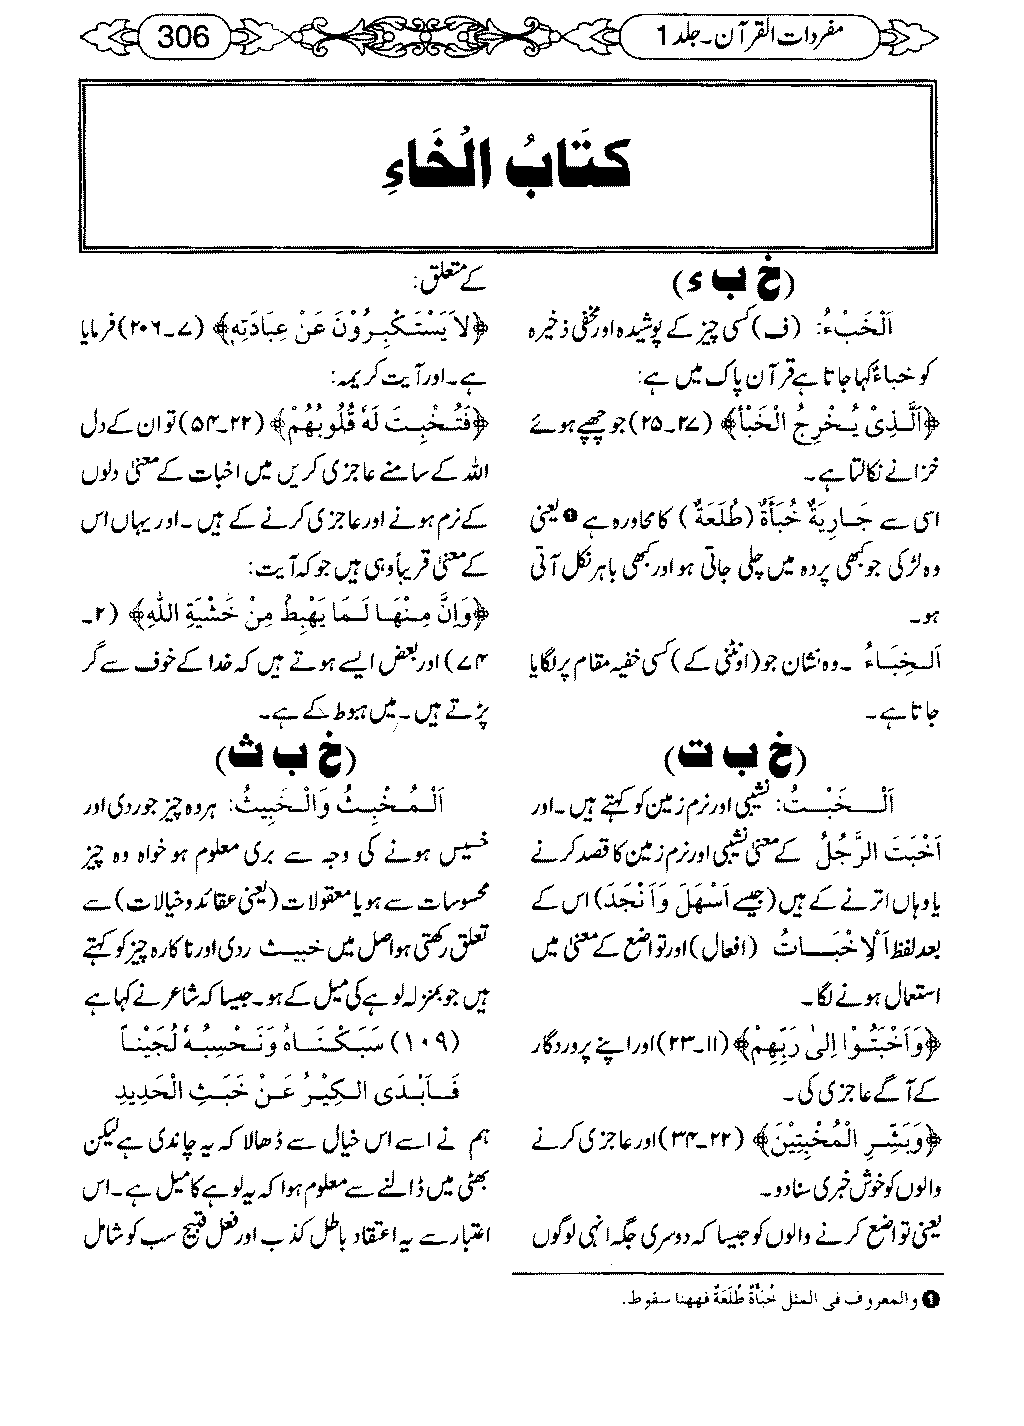 مفردات القرآن۔ جلد 1
306
کتَابُ الْخَاءِ
(خ ب ء)
اَلْخَبْءُ: (ف) کسی چیز کے پوشیدہ اور مخفی ذخیرہ
کو خباءٌ کہا جاتا ہے قرآن پاک میں ہے:
﴿اَلَّذِیْ یُخْرِجُ الْخَبْأَ﴾ (۲۷۔۲۵) جو چھپے ہوئے
خزانے نکالتا ہے۔
اسی سے جَارِیَةٌ خُبَأَةٌ (طُلَعَةٌ) کا محاورہ ہے ❶ یعنی
وہ لڑکی جو کبھی پردہ میں چلی جاتی ہو اور کبھی باہر نکل آتی
ہو۔
اَلْخِبَاءُ ۔ وہ نشان جو (اونٹنی کے) کسی خفیہ مقام پر لگایا
جاتا ہے۔
(خ ب ت)
اَلْخَبْتُ: نشیبی اور نرم زمین کو کہتے ہیں۔ اور
اَخْبَتَ الرَّجُلُ کے معنی نشیبی اور نرم زمین کا قصد کرنے
یا وہاں اترنے کے ہیں (جیسے اَسْهَلَ وَاَنْجَدَ) اس کے
بعد لفظ اَلْاِخْبَاتُ (افعال) اور تواضع کے معنی میں
استعمال ہونے لگا۔
﴿وَاَخْبَتُوْا اِلیٰ رَبِّهِمْ﴾ (۱۱۔۲۳) اور اپنے پروردگار
کے آگے عاجزی کی۔
﴿وَبَشِّرِ الْمُخْبِتِیْنَ﴾ (۲۲۔۳۴) اور عاجزی کرنے
والوں کو خوش خبری سنا دو۔
یعنی تواضع کرنے والوں کو جیسا کہ دوسری جگہ انہی لوگوں
❶ والمعروف فی المثل خُبَأَةٌ طُلَعَةٌ فههنا سقوط.
کے متعلق:
﴿لَا یَسْتَکْبِرُوْنَ عَنْ عِبَادَتِهٖ﴾ (۷۔۲۰۶) فرمایا
ہے۔ اور آیت کریمہ:
﴿فَتُخْبِتَ لَهٗ قُلُوْبُهُمْ﴾ (۲۲۔۵۴) تو ان کے دل
اللہ کے سامنے عاجزی کریں میں اخبات کے معنی دلوں
کے نرم ہونے اور عاجزی کرنے کے ہیں۔ اور یہاں اس
کے معنی قریباً وہی ہیں جو کہ آیت:
﴿وَاِنَّ مِنْهَا لَمَا یَهْبِطُ مِنْ خَشْیَةِ اللّٰهِ﴾ (۲۔
۷۴) اور بعض ایسے ہوتے ہیں کہ خدا کے خوف سے گر
پڑتے ہیں۔ میں ہبوط کے ہے۔
(خ ب ث)
اَلْمُخْبِثُ وَالْخَبِیثُ: ہر وہ چیز جو ردی اور
خسیس ہونے کی وجہ سے بری معلوم ہو خواہ وہ چیز
محسوسات سے ہو یا معقولات (یعنی عقائد و خیالات) سے
تعلق رکھتی ہو اصل میں خبیث ردی اور ناکارہ چیز کو کہتے
ہیں جو بمنزلہ لوہے کی میل کے ہو۔ جیسا کہ شاعر نے کہا ہے
(۱۰۹) سَبَکْنَاهُ وَنَحْسِبُهٗ لُجَیْنًا
فَاَبْدَی الْکِیْرُ عَنْ خَبَثِ الْحَدِیدِ
ہم نے اسے اس خیال سے ڈھالا کہ یہ چاندی ہے لیکن
بھٹی میں ڈالنے سے معلوم ہوا کہ یہ لوہے کا میل ہے۔ اس
اعتبار سے یہ اعتقاد باطل کذب اور فعل قبیح سب کو شامل